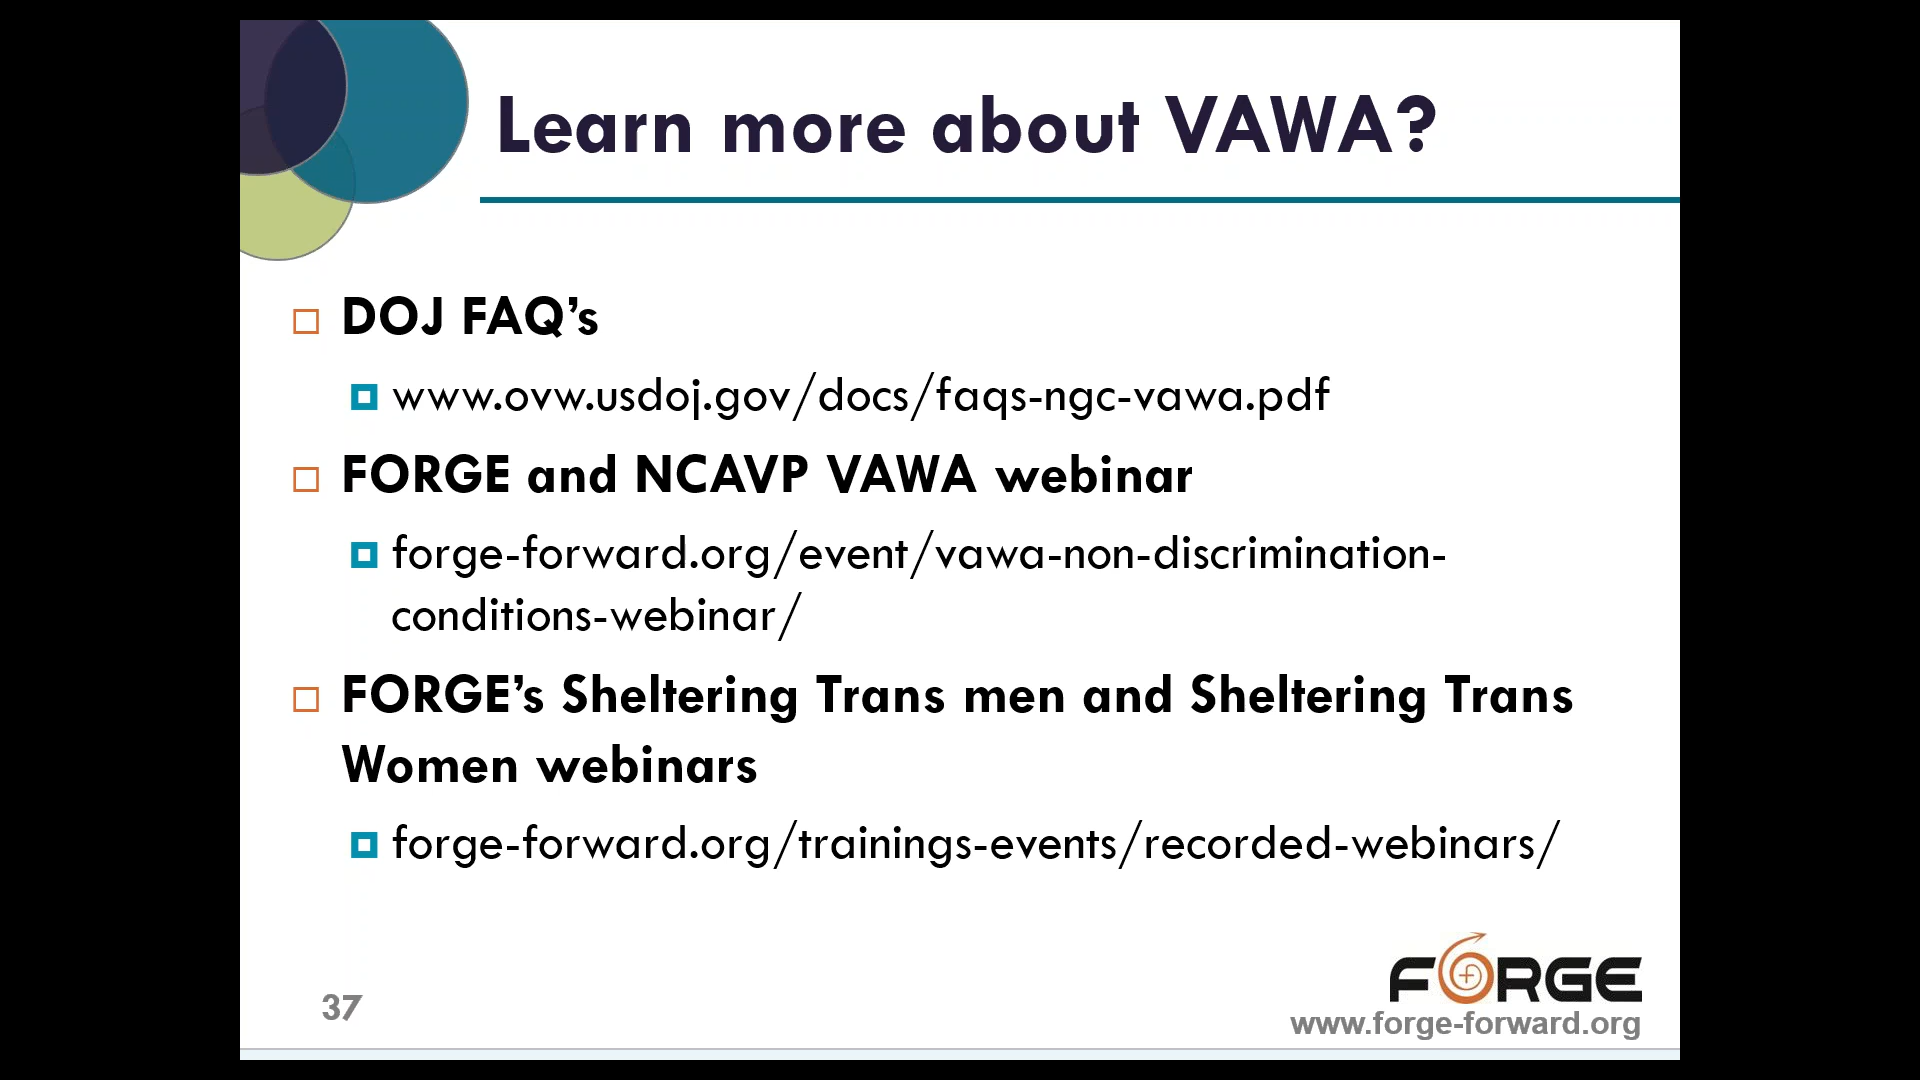 Learn more about VAWA?
DOJ FAQ’s
www.ovw.usdoj.gov/docs/faqs-ngc-vawa.pdf
FORGE and NCAVP VAWA webinar
forge-forward.org/event/vawa-non-discrimination-
conditions-webinar/
FORGE’s Sheltering Trans men and Sheltering Trans
Women webinars
forge-forward.org/trainings-events/recorded-webinars/
FORGE
37
www.forge-forward.org